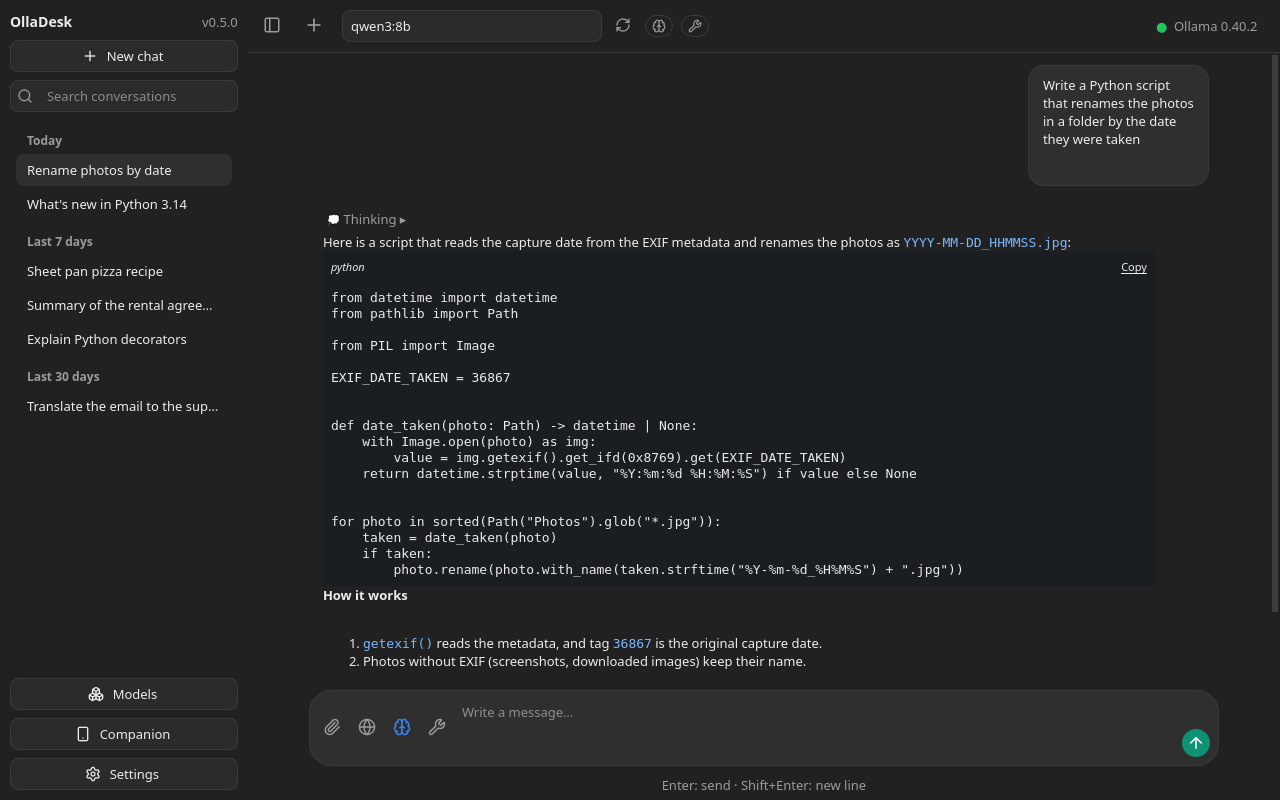 OllaDesk v0.5.0
New chat
Search conversations
Today
Rename photos by date
What's new in Python 3.14
Last 7 days
Sheet pan pizza recipe
Summary of the rental agree...
Explain Python decorators
Last 30 days
Translate the email to the sup...
Models
Companion
Settings
qwen3:8b
Ollama 0.40.2
Write a Python script
that renames the photos
in a folder by the date
they were taken
Thinking ▸
Here is a script that reads the capture date from the EXIF metadata and renames the photos as YYYY-MM-DD_HHMMSS.jpg:
python Copy
from datetime import datetime
from pathlib import Path
from PIL import Image
EXIF_DATE_TAKEN = 36867
def date_taken(photo: Path) -> datetime | None:
    with Image.open(photo) as img:
        value = img.getexif().get_ifd(0x8769).get(EXIF_DATE_TAKEN)
    return datetime.strptime(value, "%Y:%m:%d %H:%M:%S") if value else None
for photo in sorted(Path("Photos").glob("*.jpg")):
    taken = date_taken(photo)
    if taken:
        photo.rename(photo.with_name(taken.strftime("%Y-%m-%d_%H%M%S") + ".jpg"))
How it works
1. getexif() reads the metadata, and tag 36867 is the original capture date.
2. Photos without EXIF (screenshots, downloaded images) keep their name.
Write a message...
Enter: send · Shift+Enter: new line